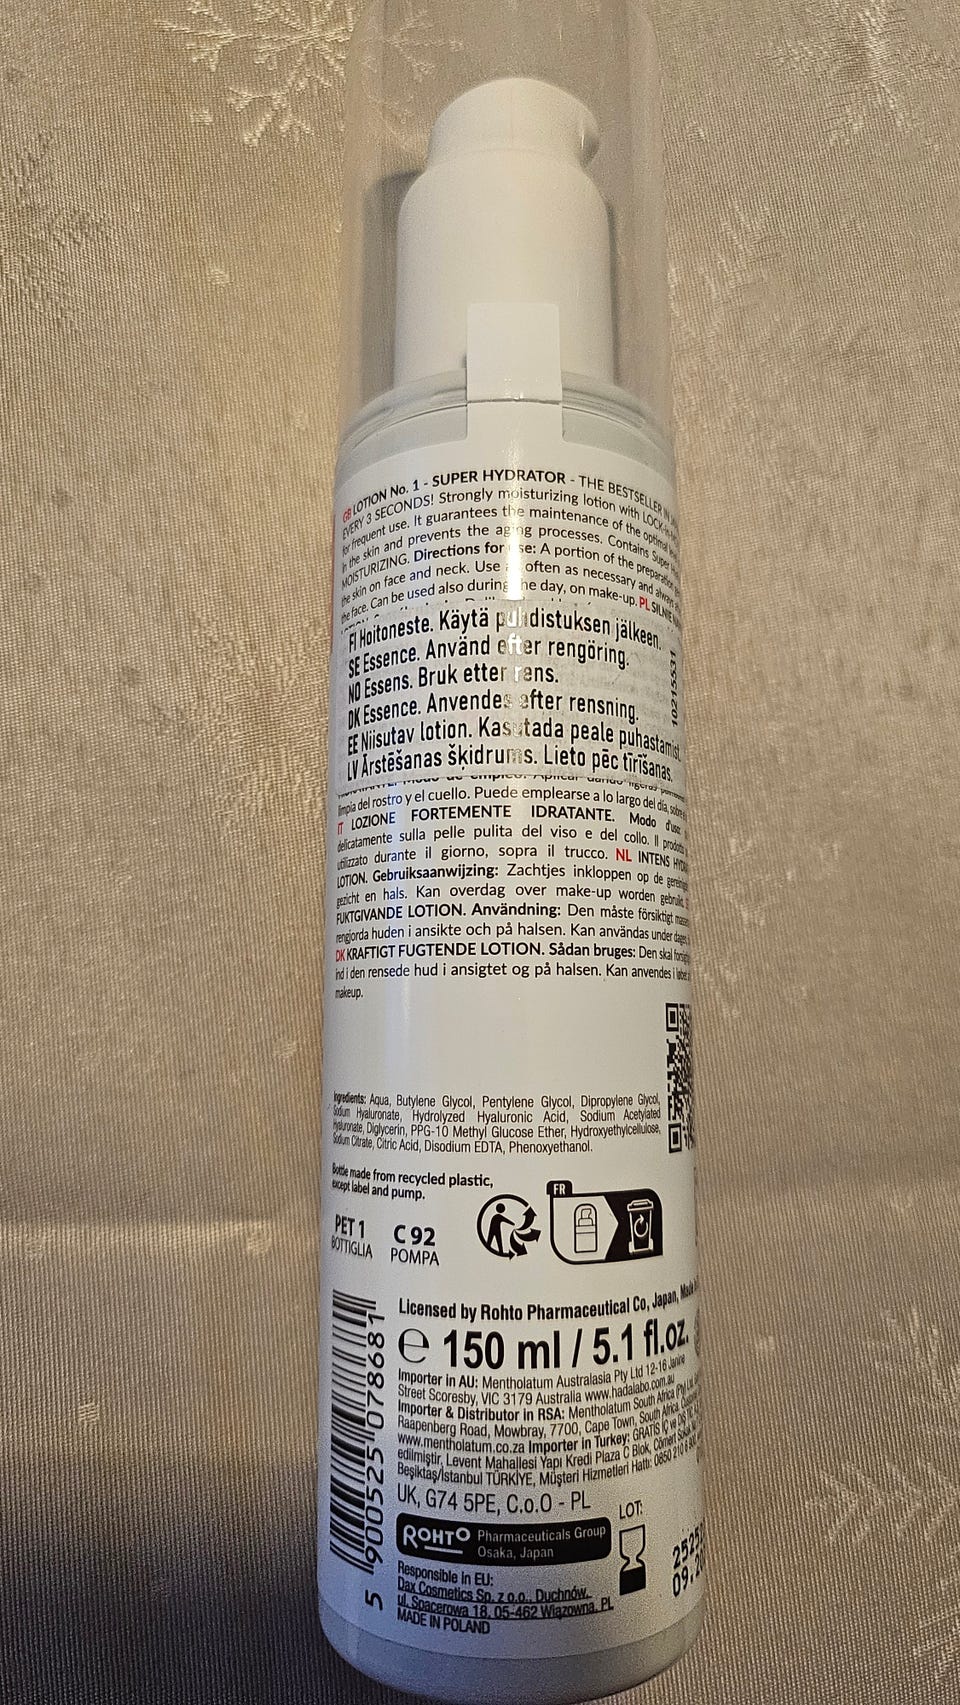 GB LOTION No. 1 - SUPER HYDRATOR - THE BESTSELLER IN
EVERY 3 SECONDS! Strongly moisturizing lotion with LOCK-
for frequent use. It guarantees the maintenance of the optimal
in the skin and prevents the aging processes. Contains Super
MOISTURIZING. Directions for use: A portion of the preparation
the skin on face and neck. Use as often as necessary and always
the face. Can be used also during the day, on make-up. PL SILNIE
FI Hoitoneste. Käytä puhdistuksen jälkeen.
SE Essence. Använd efter rengöring.
NO Essens. Bruk etter rens.
DK Essence. Anvendes efter rensning.
EE Niisutav lotion. Kasutada peale puhastamist.
LV Ārstēšanas šķidrums. Lieto pēc tīrīšanas.
10215531
limpia del rostro y el cuello. Puede emplearse a lo largo del día, sobre
IT LOZIONE FORTEMENTE IDRATANTE. Modo d'uso:
delicatamente sulla pelle pulita del viso e del collo. Il prodotto
utilizzato durante il giorno, sopra il trucco. NL INTENS
LOTION. Gebruiksaanwijzing: Zachtjes inkloppen op de gereinigde
gezicht en hals. Kan overdag over make-up worden gebruikt.
FUKTGIVANDE LOTION. Användning: Den måste försiktigt
rengjorda huden i ansikte och på halsen. Kan användas under dagen,
DK KRAFTIGT FUGTENDE LOTION. Sådan bruges: Den skal
ind i den rensede hud i ansigtet og på halsen. Kan anvendes i
makeup.
Ingredients: Aqua, Butylene Glycol, Pentylene Glycol, Dipropylene Glycol,
Sodium Hyaluronate, Hydrolyzed Hyaluronic Acid, Sodium Acetylated
Hyaluronate, Diglycerin, PPG-10 Methyl Glucose Ether, Hydroxyethylcellulose,
Sodium Citrate, Citric Acid, Disodium EDTA, Phenoxyethanol.
Bottle made from recycled plastic,
except label and pump.
FR
PET 1 C 92
BOTTIGLIA POMPA
Licensed by Rohto Pharmaceutical Co, Japan, Made
e 150 ml / 5.1 fl.oz.
Importer in AU: Mentholatum Australasia Pty Ltd 12-16 Janine
Street Scoresby, VIC 3179 Australia www.hadalabo.com.au
Importer & Distributor in RSA: Mentholatum South Africa (Pty) Ltd.
Raapenberg Road, Mowbray, 7700, Cape Town, South Africa
www.mentholatum.co.za Importer in Turkey: GRATİS İÇ ve DIŞ
edilmiştir. Levent Mahallesi Yapı Kredi Plaza C Blok, Cömert
Beşiktaş/İstanbul TÜRKİYE, Müşteri Hizmetleri Hattı: 0850 210 6
UK, G74 5PE, C.o.O - PL
ROHTO Pharmaceuticals Group
Osaka, Japan
LOT:
2525
09.
Responsible in EU:
Dax Cosmetics Sp. z o.o., Duchnów,
ul. Spacerowa 18, 05-462 Wiązowna, PL
MADE IN POLAND
5 900525 078681